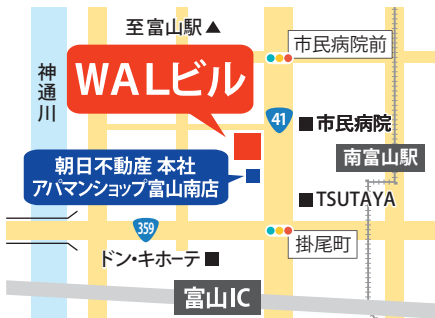 至富山駅▲
市民病院前
神通川
WALビル
41
■市民病院
南富山駅
朝日不動産 本社
アパマンショップ富山南店
■TSUTAYA
359
掛尾町
ドン・キホーテ■
富山IC